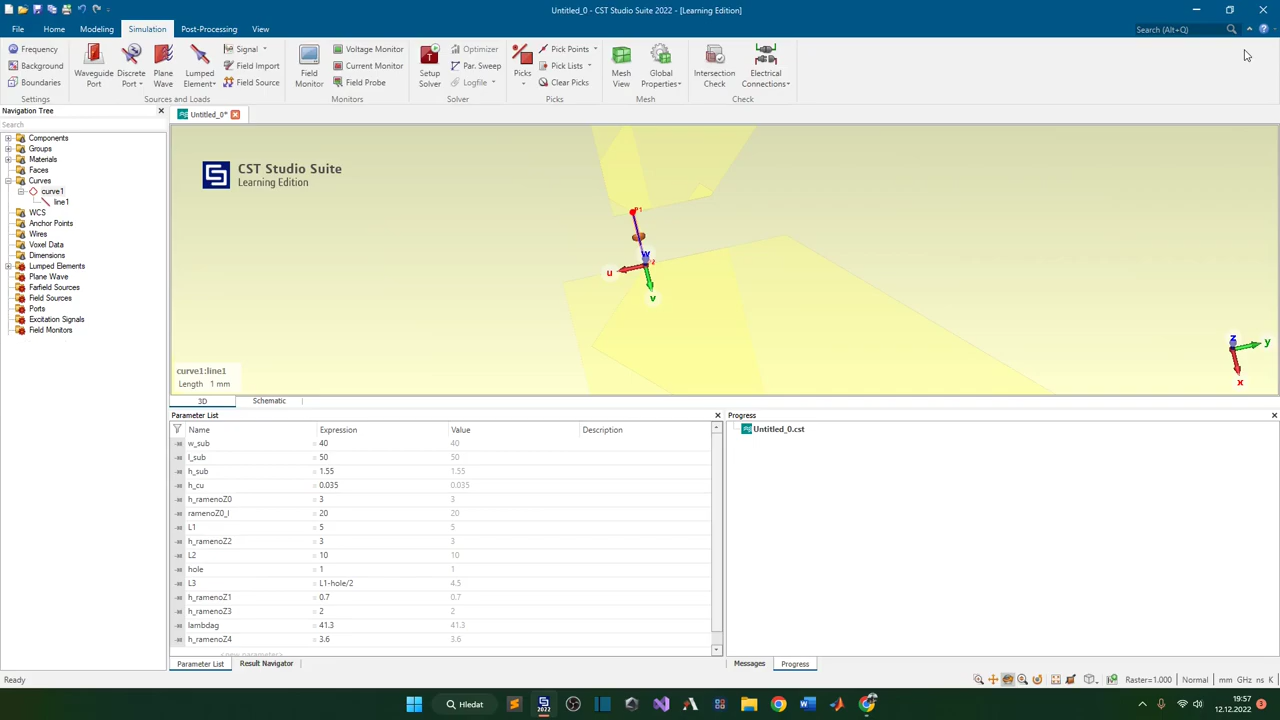 Untitled_0 - CST Studio Suite 2022 - [Learning Edition]
File Home Modeling Simulation Post-Processing View Search (Alt+Q)
Frequency
Background
Boundaries
Settings
Waveguide Port
Discrete Port
Plane Wave
Lumped Element
Signal
Field Import
Field Source
Sources and Loads
Field Monitor
Voltage Monitor
Current Monitor
Field Probe
Monitors
Setup Solver
Optimizer
Par. Sweep
Logfile
Solver
Picks
Pick Points
Pick Lists
Clear Picks
Picks
Mesh View
Global Properties
Mesh
Intersection Check
Electrical Connections
Check
Navigation Tree
Untitled_0*
Search
Components
Groups
Materials
Faces
Curves
curve1
line1
WCS
Anchor Points
Wires
Voxel Data
Dimensions
Lumped Elements
Plane Wave
Farfield Sources
Field Sources
Ports
Excitation Signals
Field Monitors
CST Studio Suite
Learning Edition
P1
w
u
v
z
y
x
curve1:line1
Length 1 mm
3D Schematic
Parameter List
Name Expression Value Description
w_sub = 40 40
l_sub = 50 50
h_sub = 1.55 1.55
h_cu = 0.035 0.035
h_ramenoZ0 = 3 3
ramenoZ0_l = 20 20
L1 = 5 5
h_ramenoZ2 = 3 3
L2 = 10 10
hole = 1 1
L3 = L1-hole/2 4.5
h_ramenoZ1 = 0.7 0.7
h_ramenoZ3 = 2 2
lambdag = 41.3 41.3
h_ramenoZ4 = 3.6 3.6
<new parameter>
Parameter List Result Navigator
Progress
Untitled_0.cst
Messages Progress
Ready
Raster=1.000 Normal mm GHz ns K
Hledat
19:57
12.12.2022